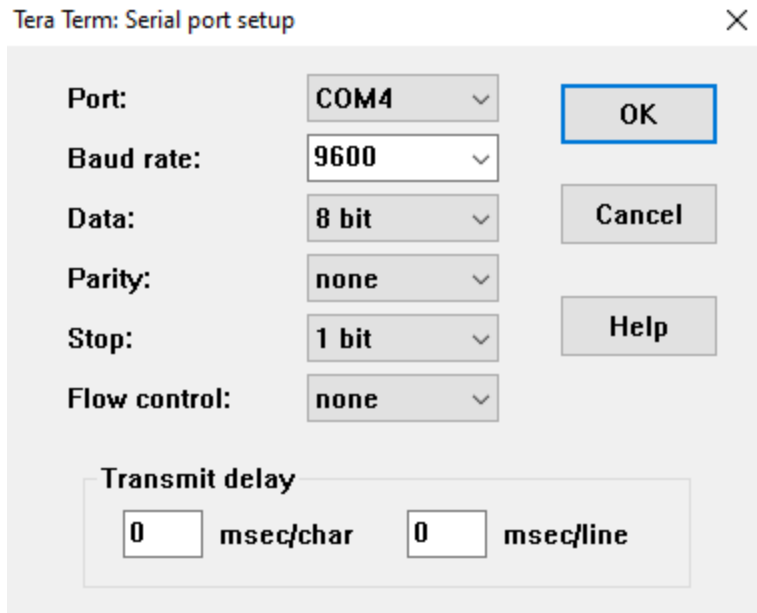 Tera Term: Serial port setup
Port: COM4 OK
Baud rate: 9600
Data: 8 bit Cancel
Parity: none
Stop: 1 bit Help
Flow control: none
Transmit delay
0 msec/char 0 msec/line